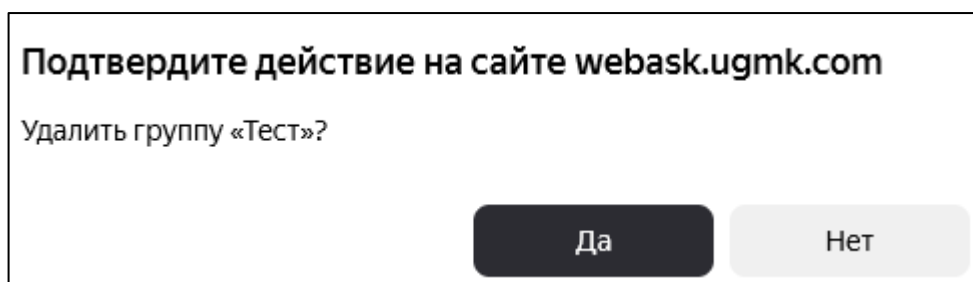 Подтвердите действие на сайте webask.ugmk.com
Удалить группу «Тест»?
Да
Нет